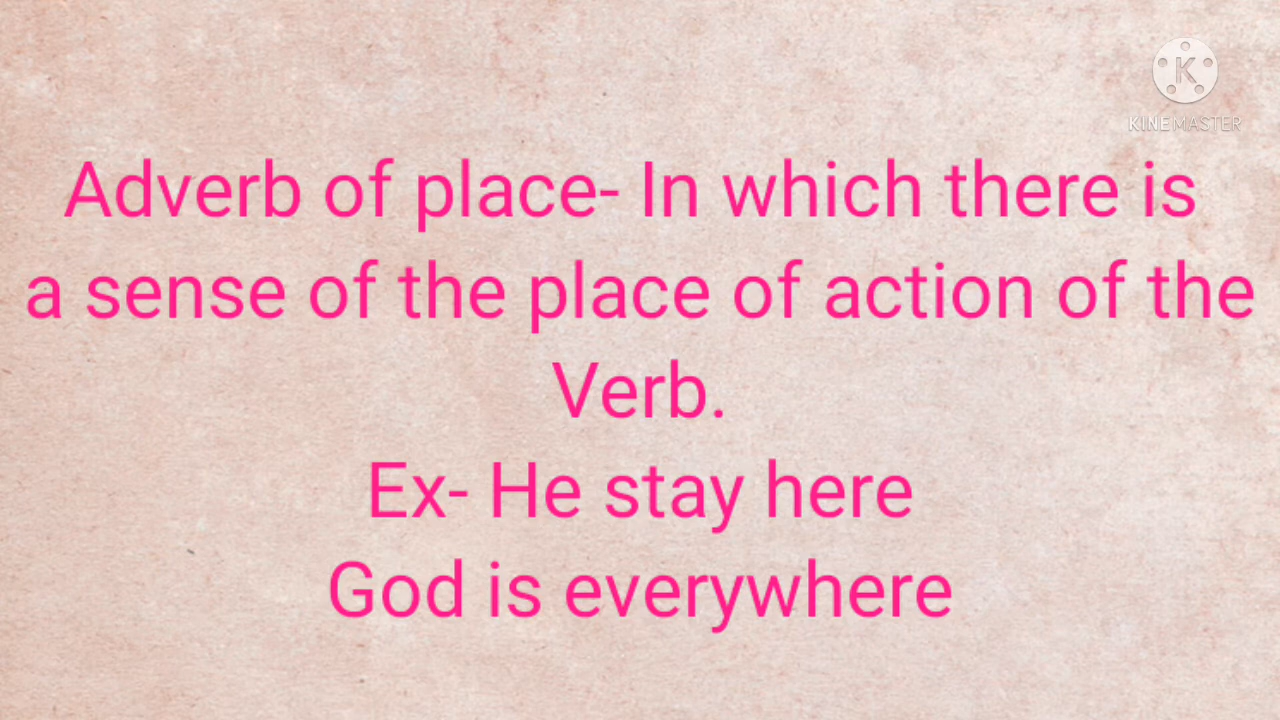 KINEMASTER
Adverb of place- In which there is
a sense of the place of action of the
Verb.
Ex- He stay here
God is everywhere